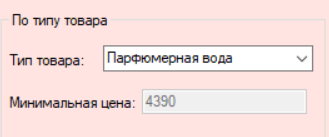 По типу товара
Тип товара: Парфюмерная вода
Минимальная цена: 4390